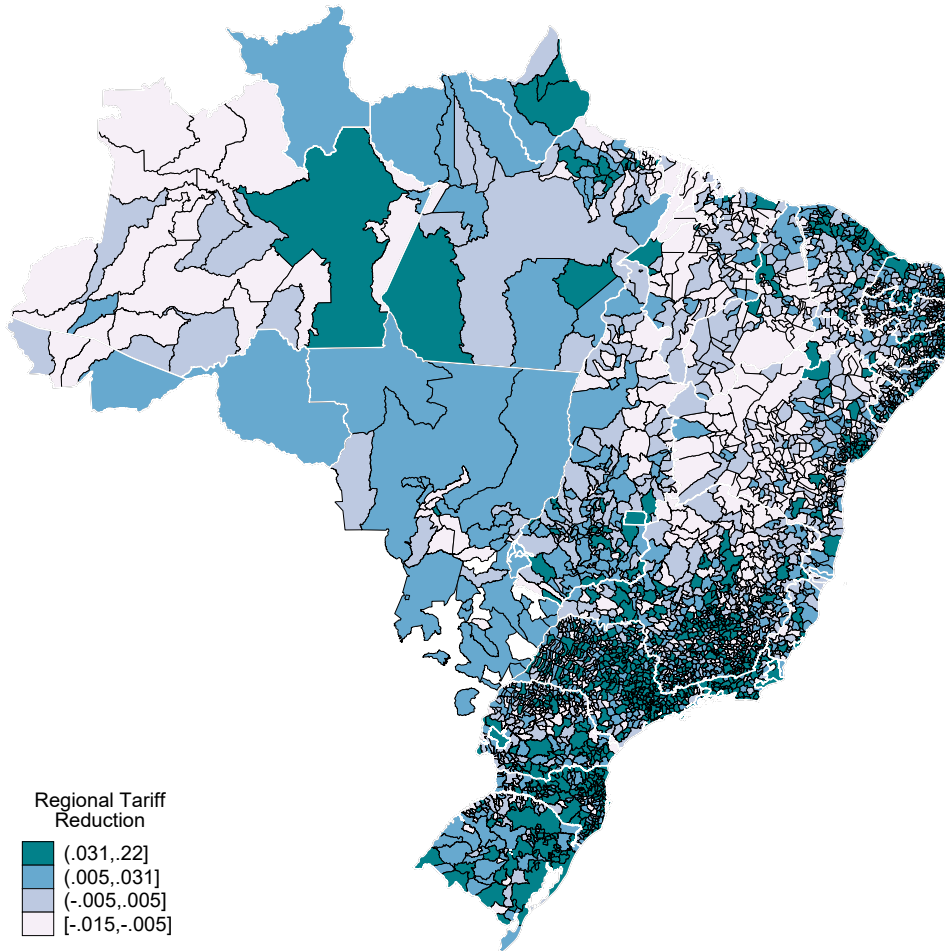 Regional Tariff
Reduction
(.031,.22]
(.005,.031]
(-.005,.005]
[-.015,-.005]